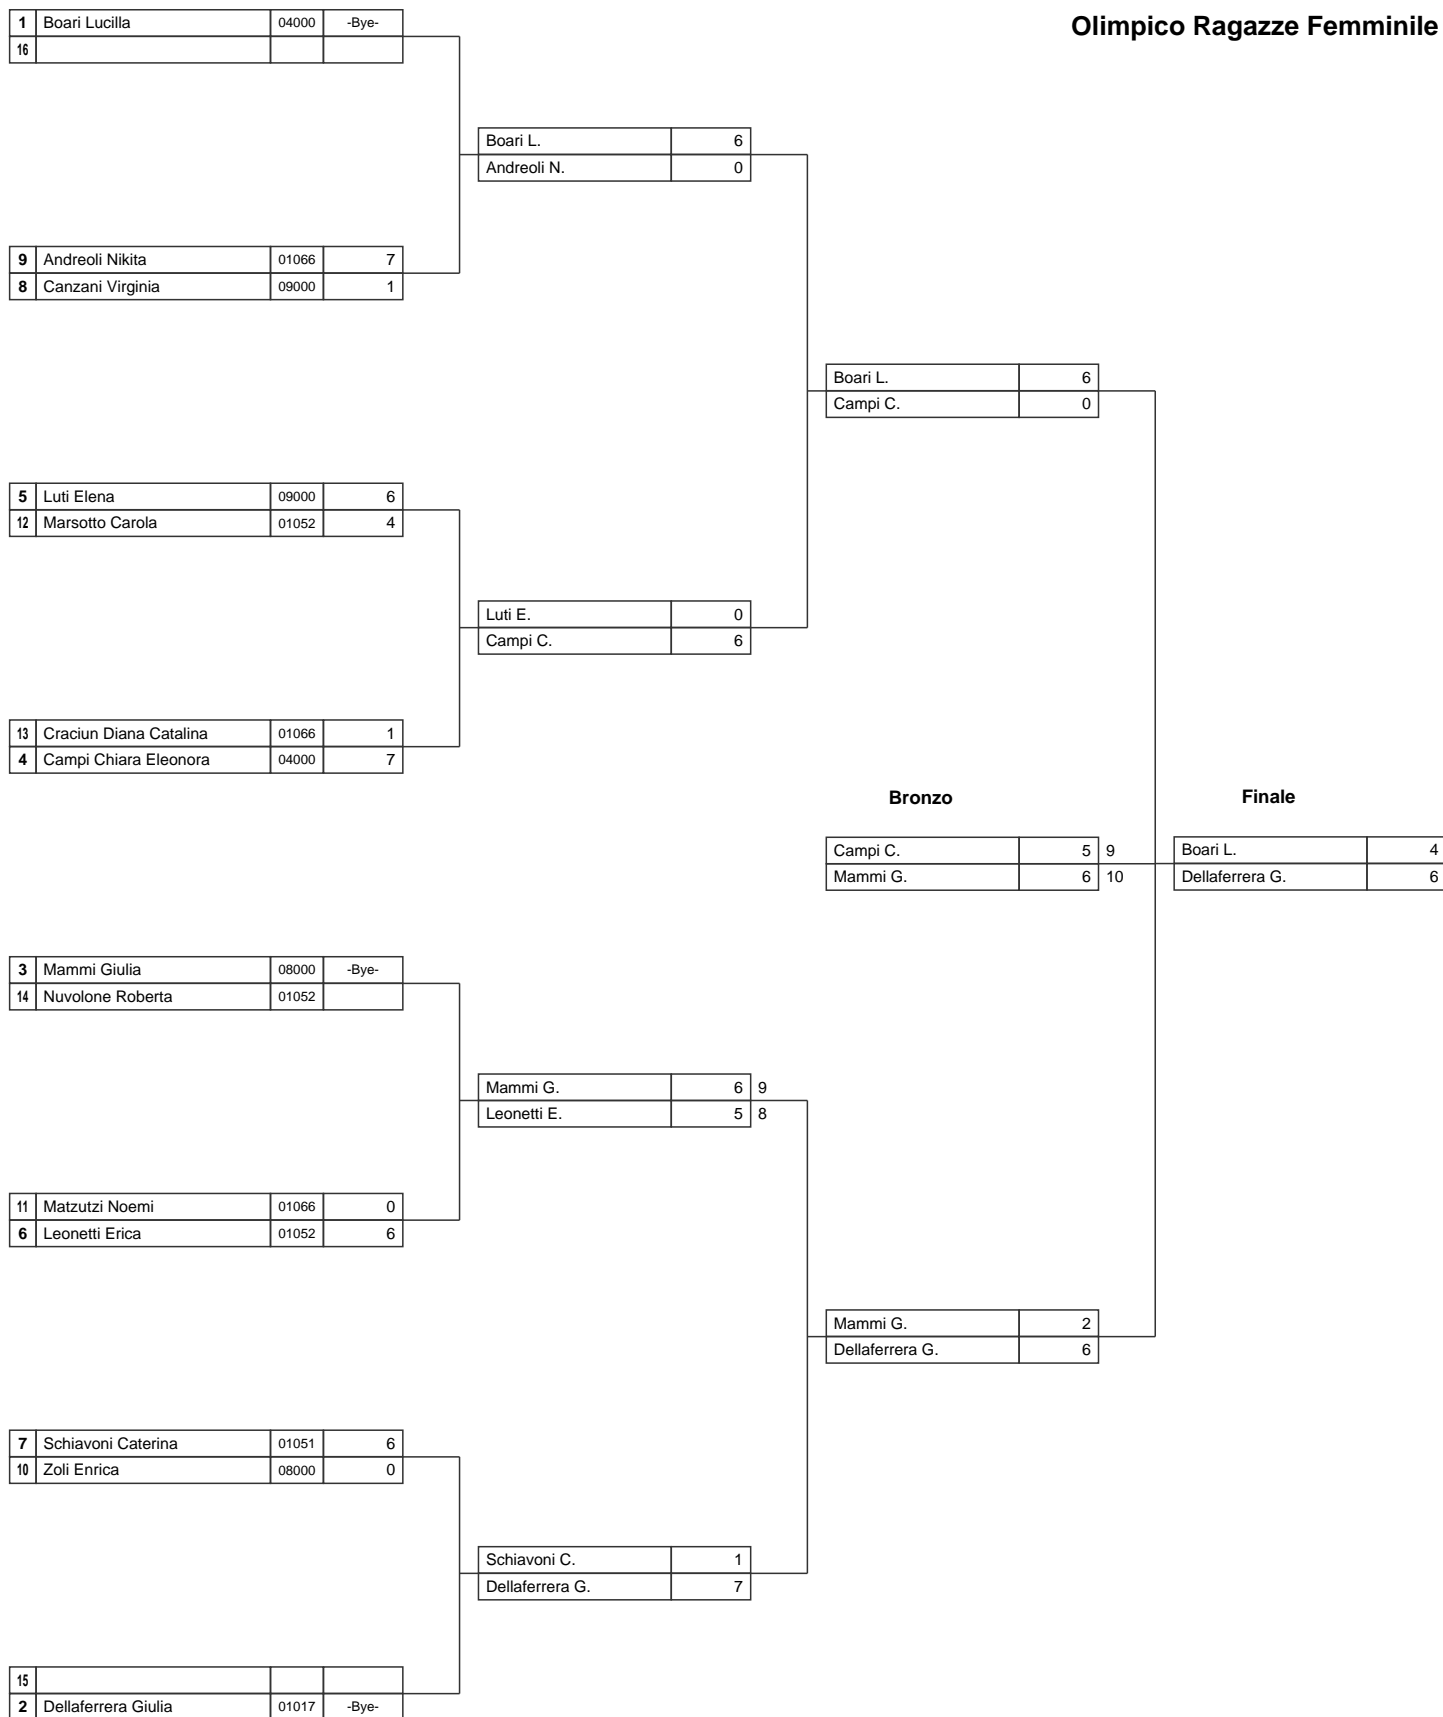 Olimpico Ragazze Femminile
1 Boari Lucilla 04000 -Bye-
16
Boari L. 6
Andreoli N. 0
9 Andreoli Nikita 01066 7
8 Canzani Virginia 09000 1
Boari L. 6
Campi C. 0
5 Luti Elena 09000 6
12 Marsotto Carola 01052 4
Luti E. 0
Campi C. 6
13 Craciun Diana Catalina 01066 1
4 Campi Chiara Eleonora 04000 7
Bronzo Finale
Campi C. 5 9 Boari L. 4
Mammi G. 6 10 Dellaferrera G. 6
3 Mammi Giulia 08000 -Bye-
14 Nuvolone Roberta 01052
Mammi G. 6 9
Leonetti E. 5 8
11 Matzutzi Noemi 01066 0
6 Leonetti Erica 01052 6
Mammi G. 2
Dellaferrera G. 6
7 Schiavoni Caterina 01051 6
10 Zoli Enrica 08000 0
Schiavoni C. 1
Dellaferrera G. 7
15
2 Dellaferrera Giulia 01017 -Bye-